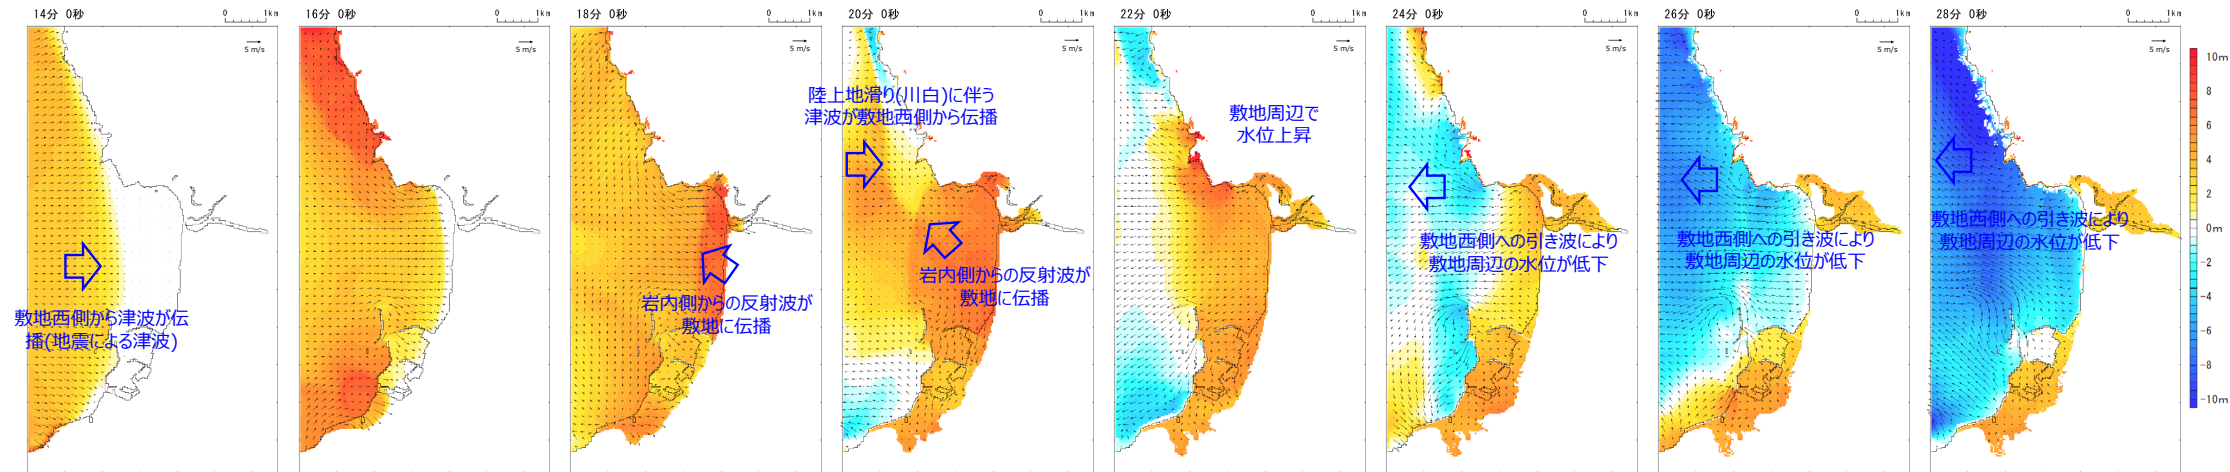 14分 0秒
0 1km
5 m/s
敷地西側から津波が伝
播(地震による津波)
16分 0秒
0 1km
5 m/s
18分 0秒
0 1km
5 m/s
岩内側からの反射波が
敷地に伝播
20分 0秒
0 1km
5 m/s
陸上地滑り(川白)に伴う
津波が敷地西側から伝播
岩内側からの反射波が
敷地に伝播
22分 0秒
0 1km
5 m/s
敷地周辺で
水位上昇
24分 0秒
0 1km
5 m/s
敷地西側への引き波により
敷地周辺の水位が低下
26分 0秒
0 1km
5 m/s
敷地西側への引き波により
敷地周辺の水位が低下
28分 0秒
0 1km
5 m/s
敷地西側への引き波により
敷地周辺の水位が低下
10m
8
6
4
2
0m
-2
-4
-6
-8
-10m